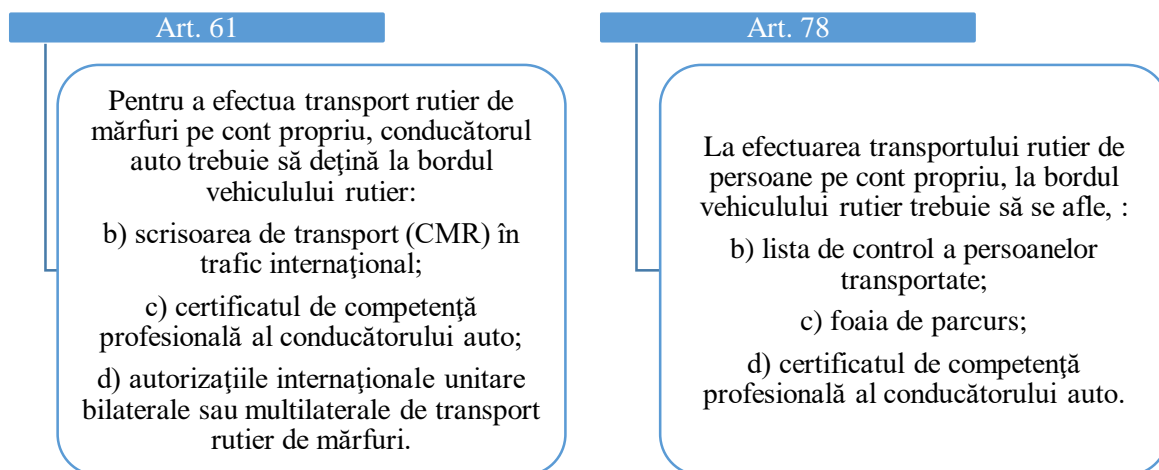 Art. 61
Pentru a efectua transport rutier de
mărfuri pe cont propriu, conducătorul
auto trebuie să deţină la bordul
vehiculului rutier:
b) scrisoarea de transport (CMR) în
trafic internaţional;
c) certificatul de competenţă
profesională al conducătorului auto;
d) autorizaţiile internaţionale unitare
bilaterale sau multilaterale de transport
rutier de mărfuri.
Art. 78
La efectuarea transportului rutier de
persoane pe cont propriu, la bordul
vehiculului rutier trebuie să se afle, :
b) lista de control a persoanelor
transportate;
c) foaia de parcurs;
d) certificatul de competenţă
profesională al conducătorului auto.